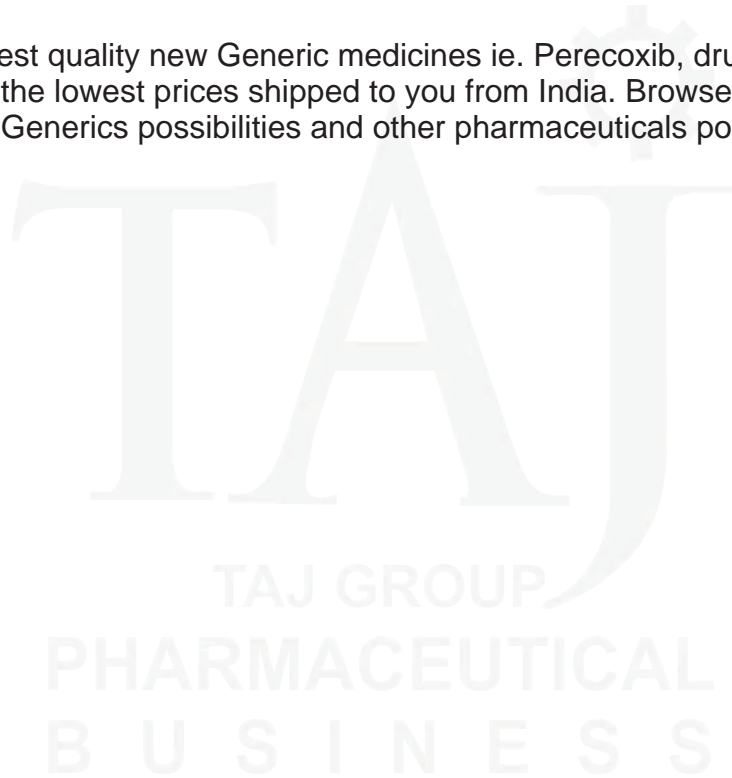 est quality new Generic medicines ie. Perecoxib, dru
the lowest prices shipped to you from India. Browse
Generics possibilities and other pharmaceuticals po
TAJ
TAJ GROUP
PHARMACEUTICAL
BUSINESS